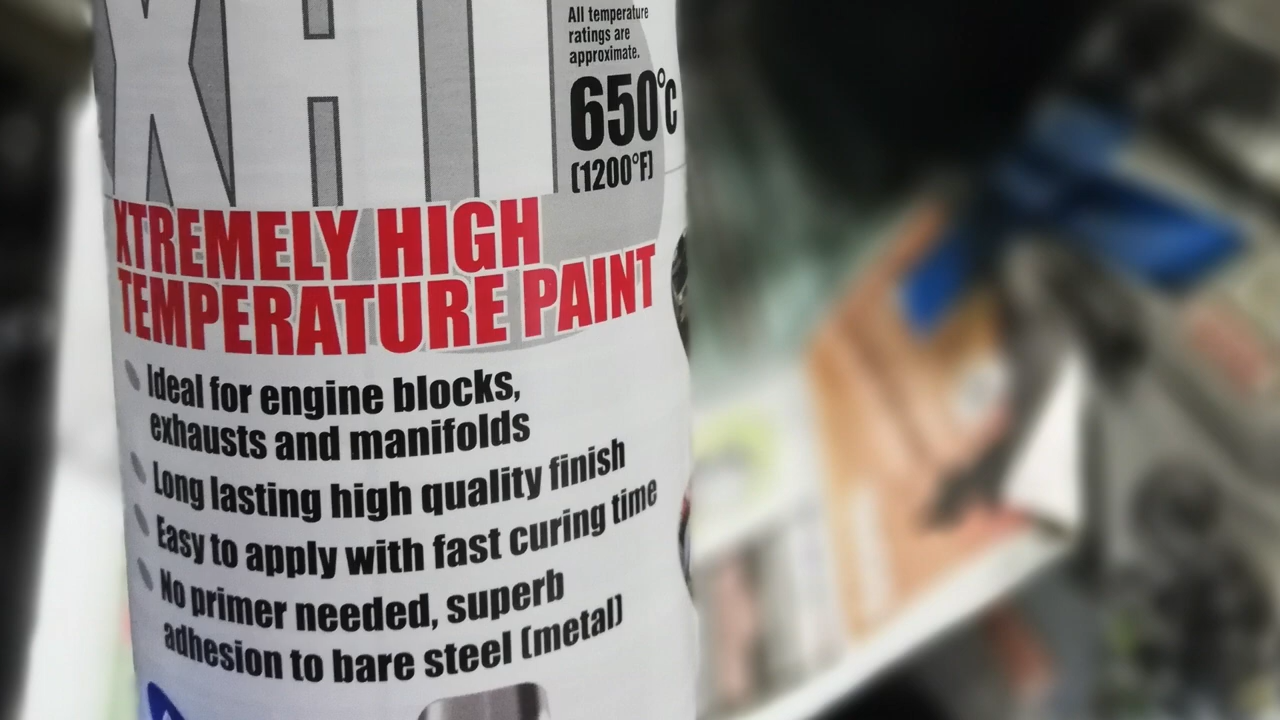 XHT
All temperature
ratings are
approximate.
650°C
(1200°F)
XTREMELY HIGH
TEMPERATURE PAINT
Ideal for engine blocks,
exhausts and manifolds
Long lasting high quality finish
Easy to apply with fast curing time
No primer needed, superb
adhesion to bare steel (metal)